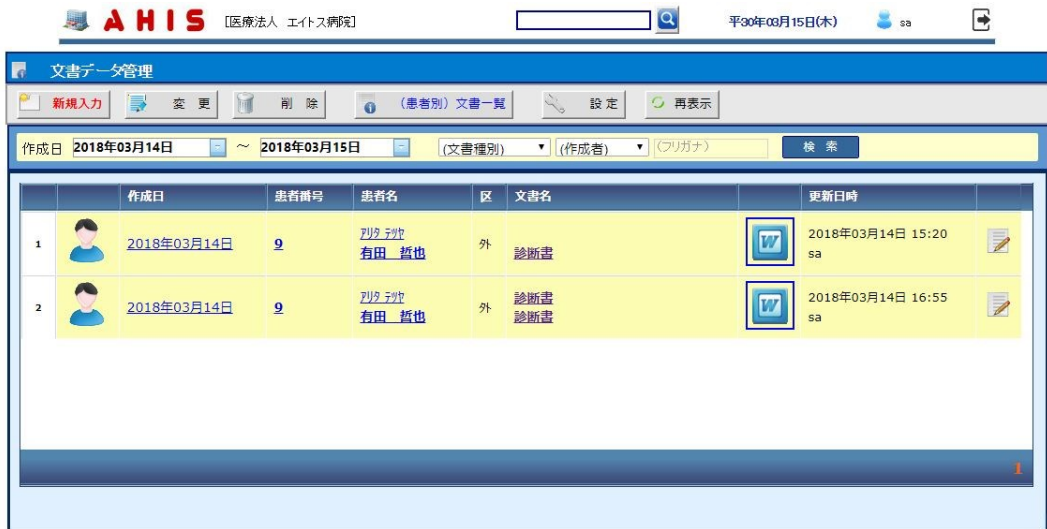 AHIS [医療法人 エイトス病院] 平30年03月15日(木) sa
文書データ管理
新規入力 変 更 削 除 (患者別) 文書一覧 設 定 再表示
作成日 2018年03月14日 ～ 2018年03月15日 (文書種別) (作成者) (フリガナ) 検 索
作成日 患者番号 患者名 区 文書名 更新日時
1 2018年03月14日 9 ｱﾘﾀ ﾃﾂﾔ 有田 哲也 外 診断書 W 2018年03月14日 15:20 sa
2 2018年03月14日 9 ｱﾘﾀ ﾃﾂﾔ 有田 哲也 外 診断書 診断書 W 2018年03月14日 16:55 sa
1